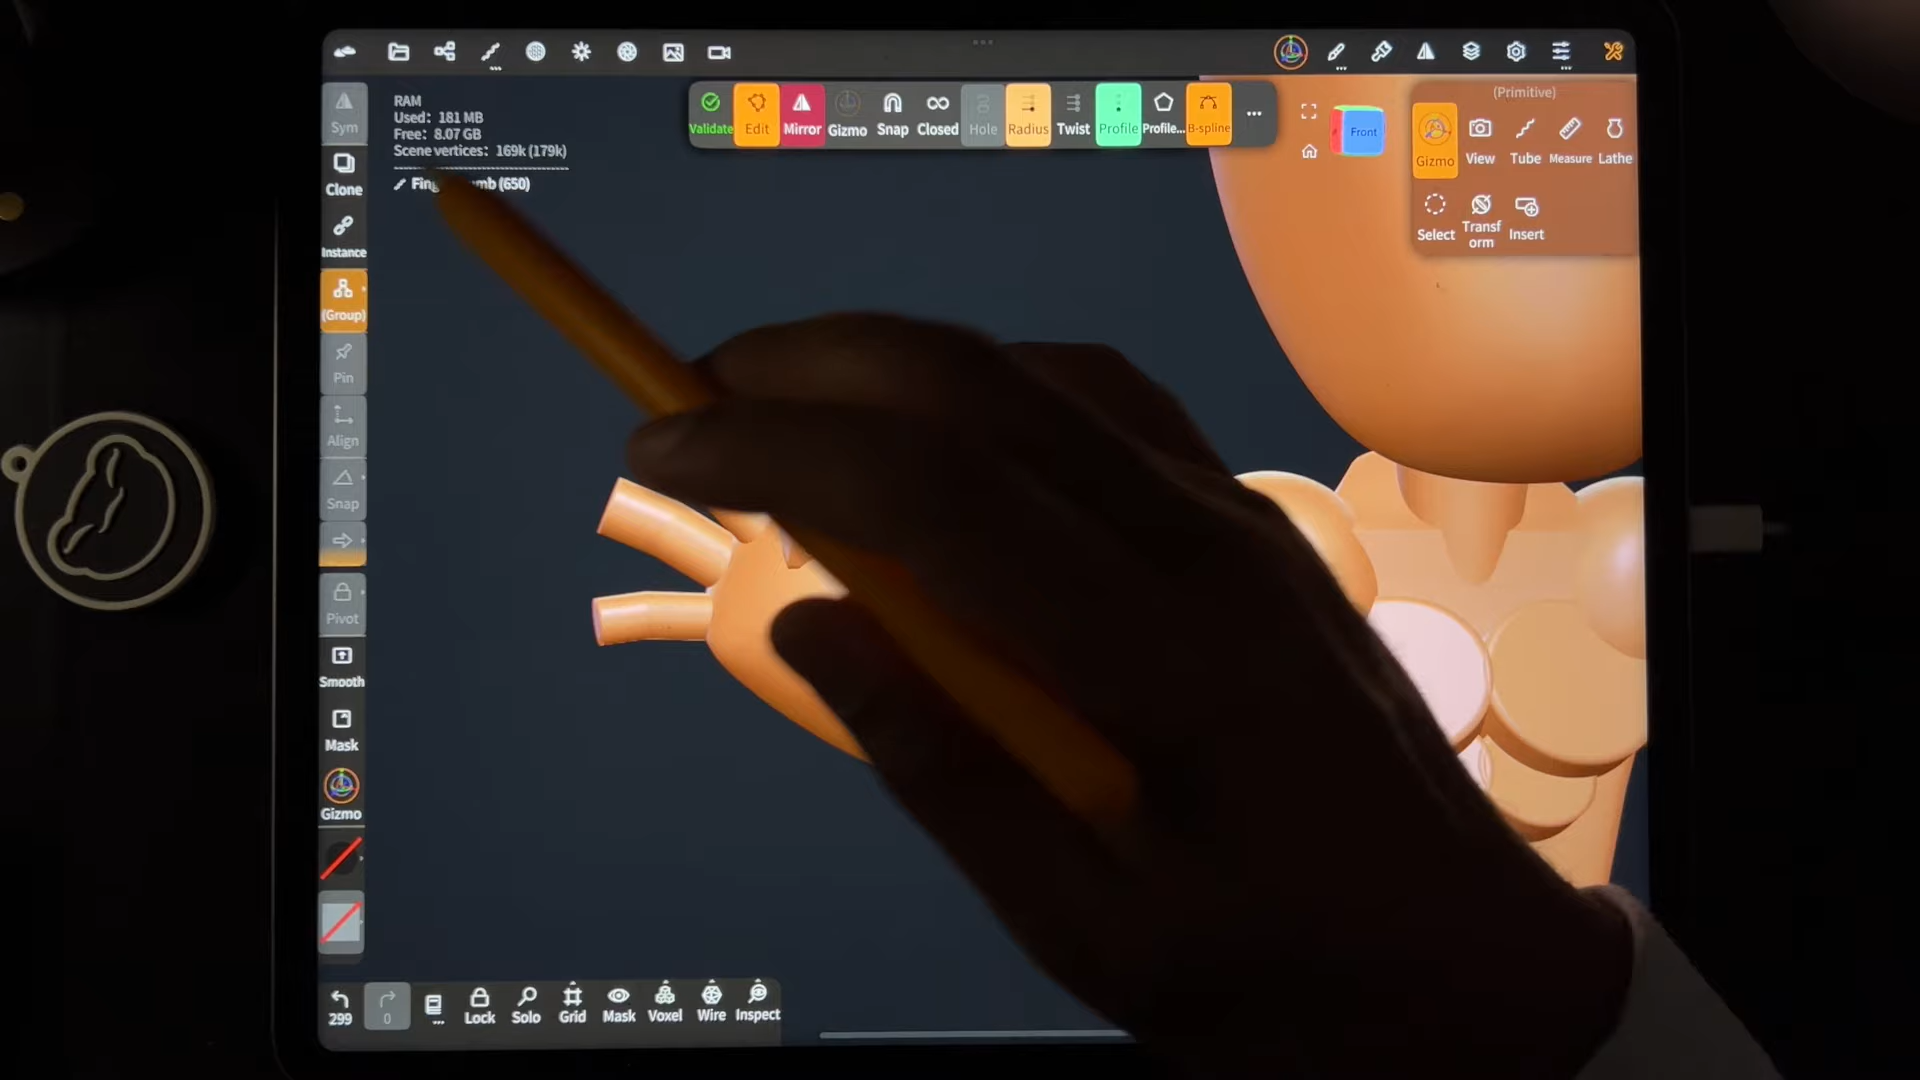 RAM
Used: 181 MB
Free: 8.07 GB
Scene vertices: 169k (179k)
(650)
Validate
Edit
Mirror
Gizmo
Snap
Closed
Hole
Radius
Twist
Profile
Profile...
B-spline
...
Front
(Primitive)
Gizmo
View
Tube
Measure
Lathe
Select
Transf
orm
Insert
Sym
Clone
Instance
(Group)
Pin
Align
Snap
Pivot
Smooth
Mask
Gizmo
299
0
Lock
Solo
Grid
Mask
Voxel
Wire
Inspect